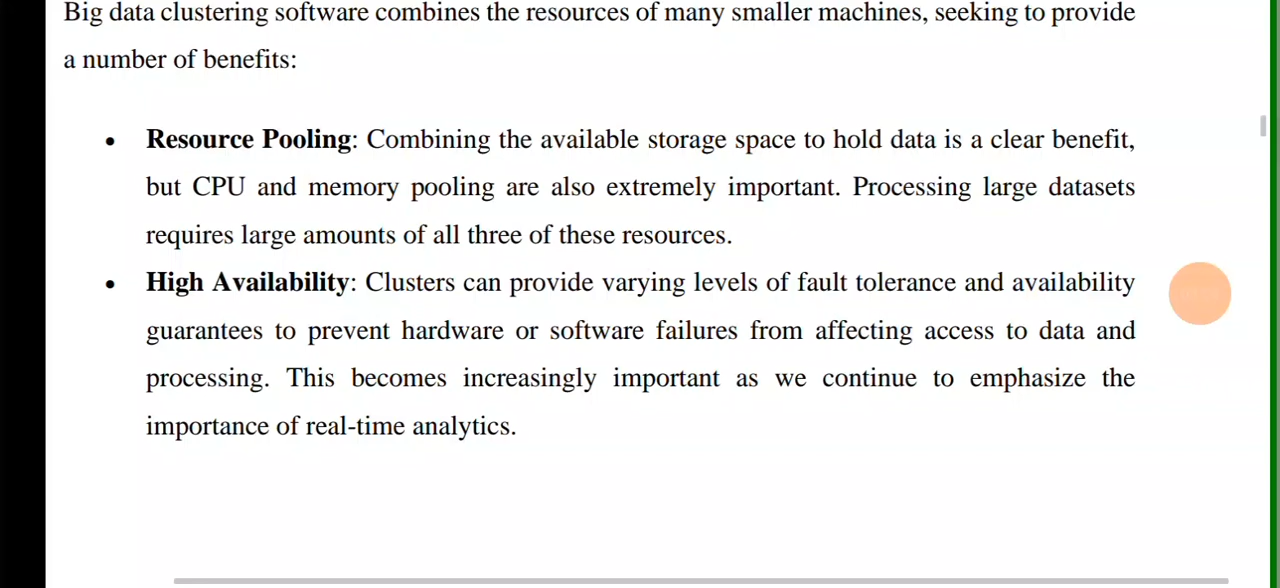 Big data clustering software combines the resources of many smaller machines, seeking to provide
a number of benefits:
• Resource Pooling: Combining the available storage space to hold data is a clear benefit,
but CPU and memory pooling are also extremely important. Processing large datasets
requires large amounts of all three of these resources.
• High Availability: Clusters can provide varying levels of fault tolerance and availability
guarantees to prevent hardware or software failures from affecting access to data and
processing. This becomes increasingly important as we continue to emphasize the
importance of real-time analytics.